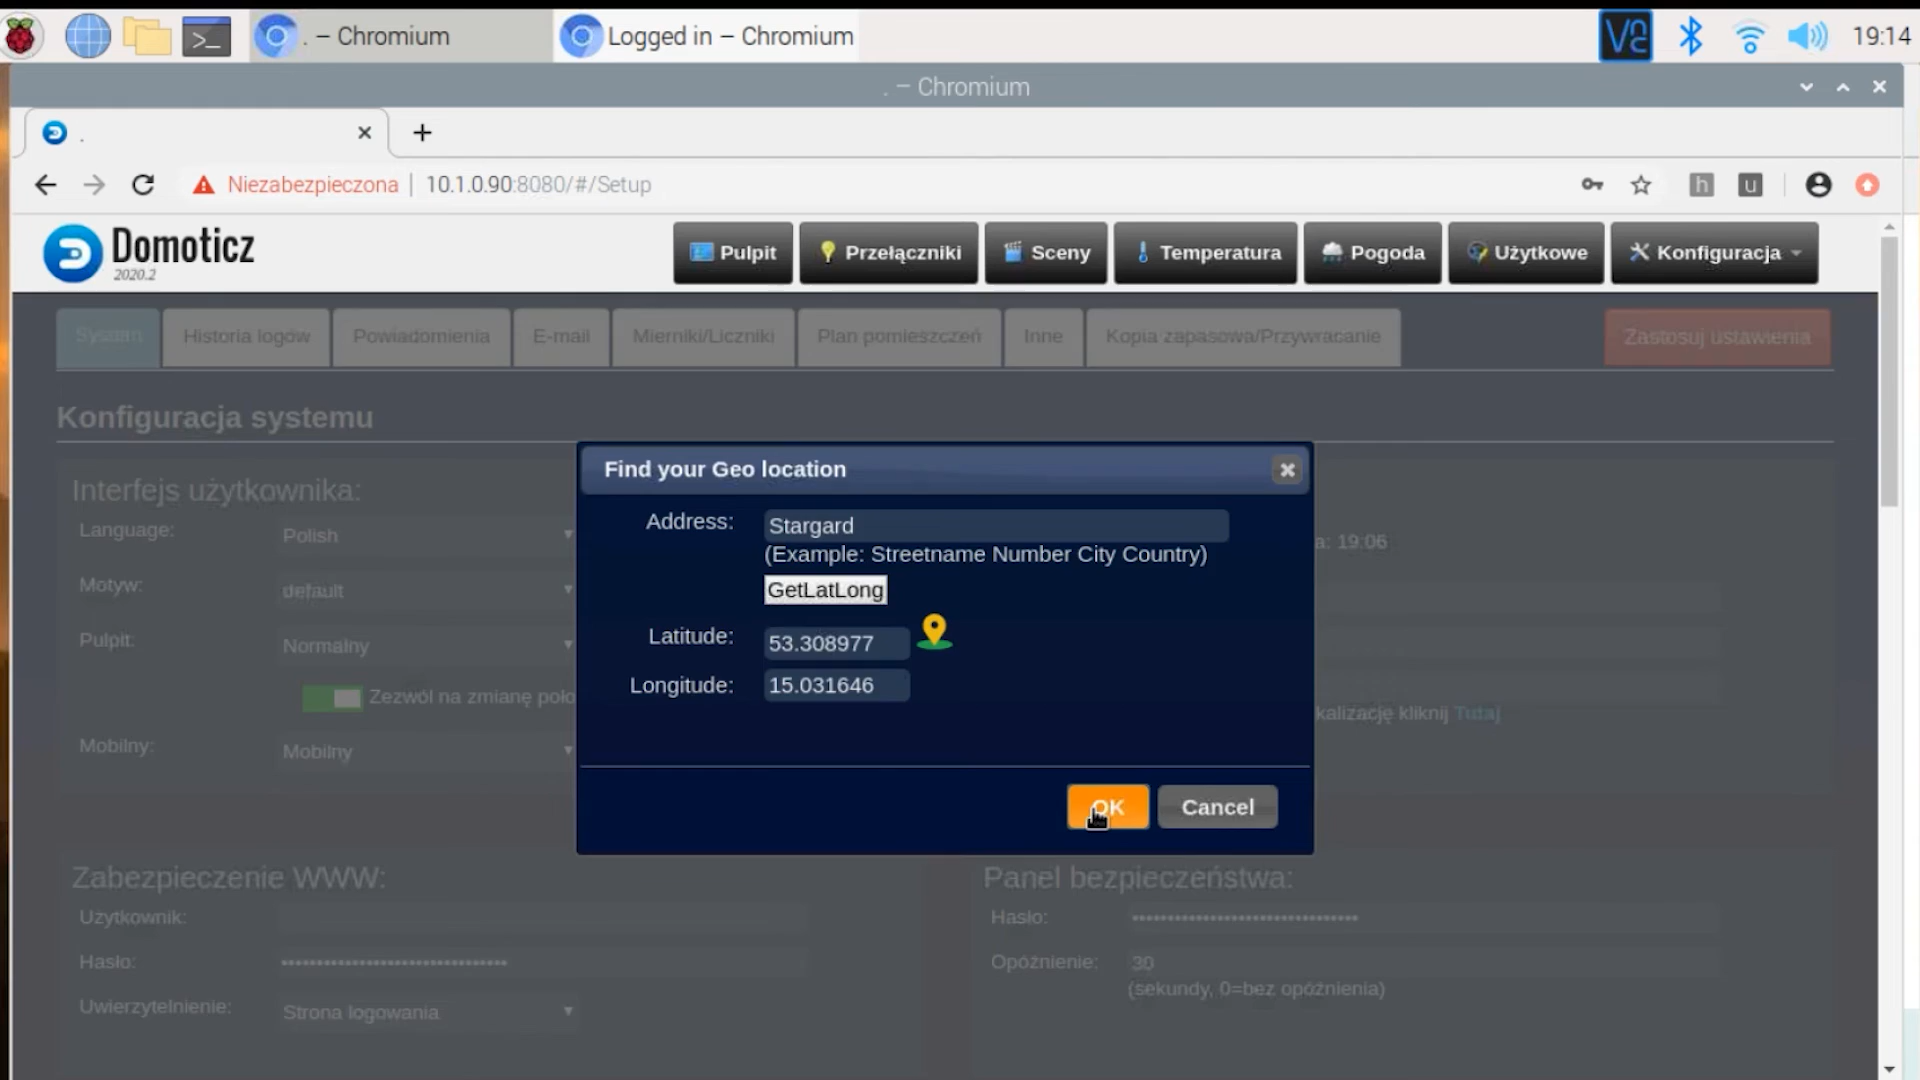 . – Chromium
Logged in – Chromium
19:14
. – Chromium
.
Niezabezpieczona | 10.1.0.90:8080/#/Setup
h
u
Domoticz
2020.2
Pulpit
Przełączniki
Sceny
Temperatura
Pogoda
Użytkowe
Konfiguracja
System
Historia logów
Powiadomienia
E-mail
Mierniki/Liczniki
Plan pomieszczeń
Inne
Kopia zapasowa/Przywracanie
Zastosuj ustawienia
Konfiguracja systemu
Find your Geo location
Address:
Stargard
(Example: Streetname Number City Country)
GetLatLong
Latitude:
53.308977
Longitude:
15.031646
OK
Cancel
Interfejs użytkownika:
Language:
Polish
a: 19:06
Motyw:
default
Pulpit:
Normalny
Zezwól na zmianę poło
kalizację kliknij Tutaj
Mobilny:
Mobilny
Zabezpieczenie WWW:
Użytkownik:
Hasło:
Uwierzytelnienie:
Strona logowania
Panel bezpieczeństwa:
Hasło:
Opóźnienie:
30
(sekundy, 0=bez opóźnienia)